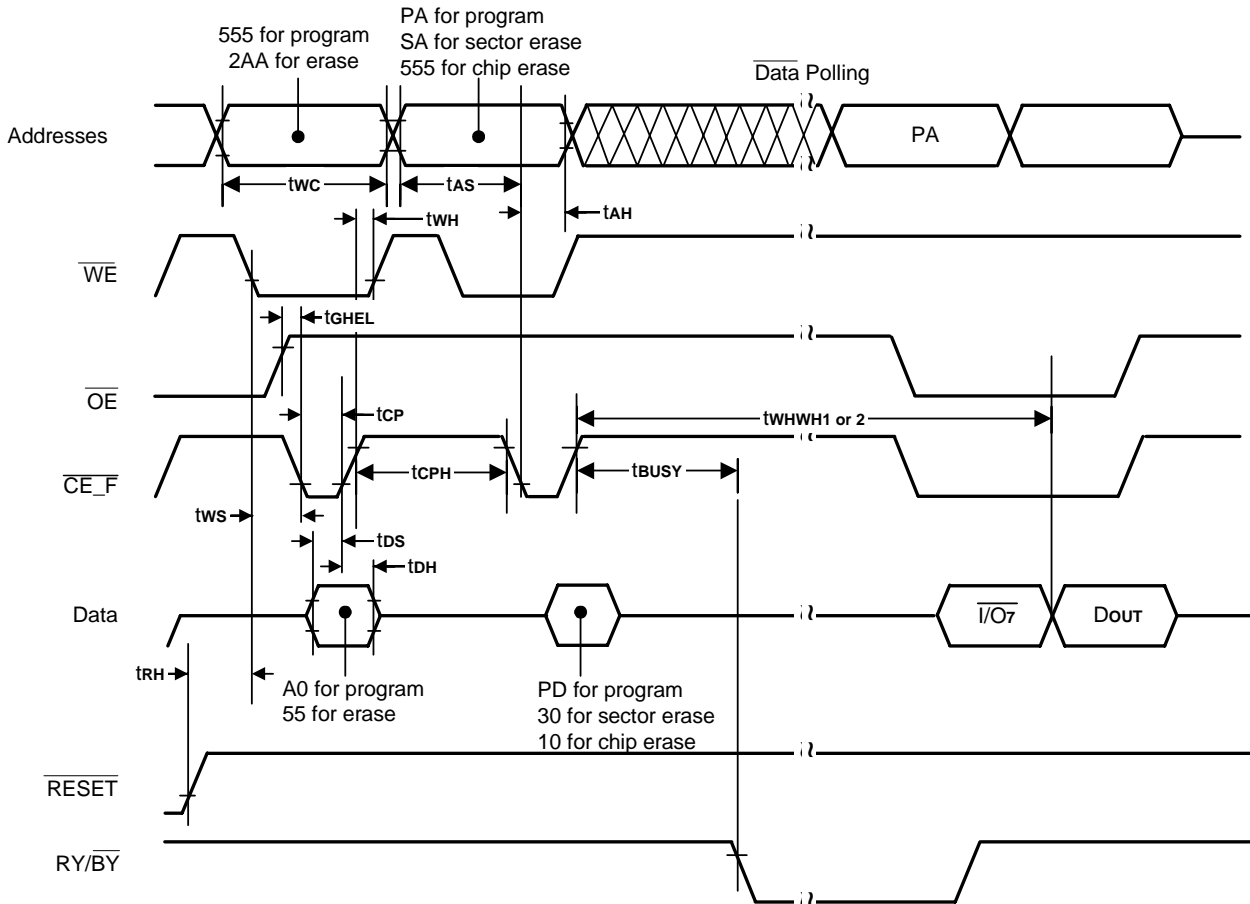 555 for program
2AA for erase
PA for program
SA for sector erase
555 for chip erase
Data Polling
Addresses
PA
tWC
tAS
tWH
tAH
WE
tGHEL
OE
tCP
tWHWH1 or 2
CE_F
tCPH
tBUSY
tWS
tDS
tDH
Data
I/O7
DOUT
tRH
A0 for program
55 for erase
PD for program
30 for sector erase
10 for chip erase
RESET
RY/BY